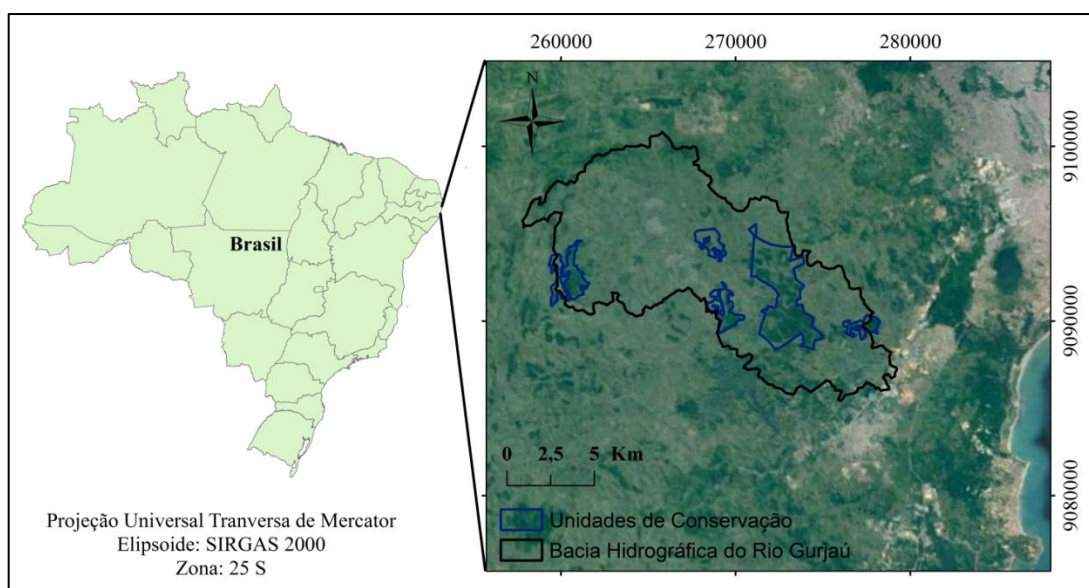 260000 270000 280000
N
9100000
9090000
9080000
Brasil
0 2,5 5 Km
Unidades de Conservação
Bacia Hidrográfica do Rio Gurjaú
Projeção Universal Tranversa de Mercator
Elipsoide: SIRGAS 2000
Zona: 25 S